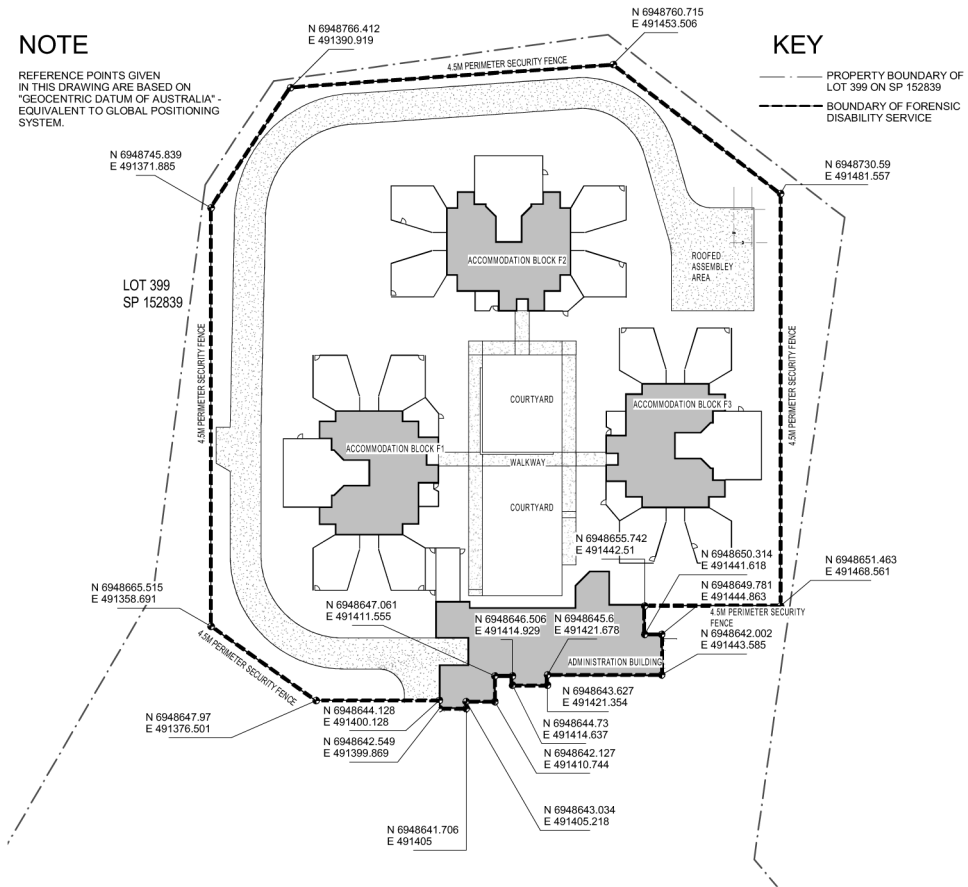 NOTE
REFERENCE POINTS GIVEN
IN THIS DRAWING ARE BASED ON
"GEOCENTRIC DATUM OF AUSTRALIA" -
EQUIVALENT TO GLOBAL POSITIONING
SYSTEM.
N 6948766.412
E 491390.919
N 6948760.715
E 491453.506
KEY
PROPERTY BOUNDARY OF
LOT 399 ON SP 152839
BOUNDARY OF FORENSIC
DISABILITY SERVICE
4.5M PERIMETER SECURITY FENCE
N 6948745.839
E 491371.885
N 6948730.59
E 491481.557
LOT 399
SP 152839
ACCOMMODATION BLOCK F2
ROOFED
ASSEMBLEY
AREA
4.5M PERIMETER SECURITY FENCE
4.5M PERIMETER SECURITY FENCE
COURTYARD
ACCOMMODATION BLOCK F3
ACCOMMODATION BLOCK F1
WALKWAY
COURTYARD
N 6948655.742
E 491442.51
N 6948650.314
E 491441.618
N 6948651.463
E 491468.561
N 6948665.515
E 491358.691
N 6948649.781
E 491444.863
4.5M PERIMETER SECURITY
FENCE
N 6948647.061
E 491411.555
N 6948646.506
E 491414.929
N 6948645.6
E 491421.678
N 6948642.002
E 491443.585
4.5M PERIMETER SECURITY FENCE
ADMINISTRATION BUILDING
N 6948643.627
E 491421.354
N 6948647.97
E 491376.501
N 6948644.128
E 491400.128
N 6948644.73
E 491414.637
N 6948642.549
E 491399.869
N 6948642.127
E 491410.744
N 6948643.034
E 491405.218
N 6948641.706
E 491405